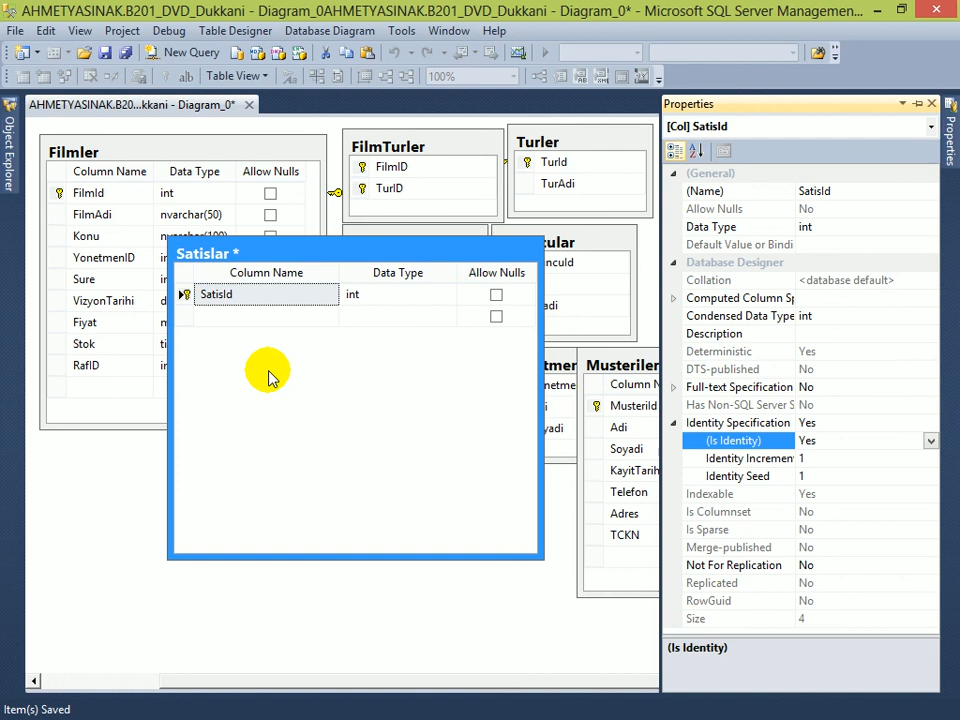 AHMETYASINAK.B201_DVD_Dukkani - Diagram_0AHMETYASINAK.B201_DVD_Dukkani - Diagram_0* - Microsoft SQL Server Managemen...
File Edit View Project Debug Table Designer Database Diagram Tools Window Help
New Query
ab Table View 100%
AHMETYASINAK.B20...kkani - Diagram_0*
Object Explorer
Filmler
Column Name Data Type Allow Nulls
FilmId int
FilmAdi nvarchar(50)
Konu nvarchar(100)
YonetmenID
Sure
VizyonTarihi
Fiyat
Stok
RafID
FilmTurler
FilmID
TurID
Turler
TurId
TurAdi
Satislar *
Column Name Data Type Allow Nulls
SatisId int
Musteriler
Column N
MusteriId
Adi
Soyadi
KayitTarih
Telefon
Adres
TCKN
Properties
[Col] SatisId
(General)
(Name) SatisId
Allow Nulls No
Data Type int
Default Value or Bindi
Database Designer
Collation <database default>
Computed Column Sp
Condensed Data Type int
Description
Deterministic Yes
DTS-published No
Full-text Specification No
Has Non-SQL Server S No
Identity Specification Yes
(Is Identity) Yes
Identity Incremen 1
Identity Seed 1
Indexable Yes
Is Columnset No
Is Sparse No
Merge-published No
Not For Replication No
Replicated No
RowGuid No
Size 4
(Is Identity)
Properties
Item(s) Saved